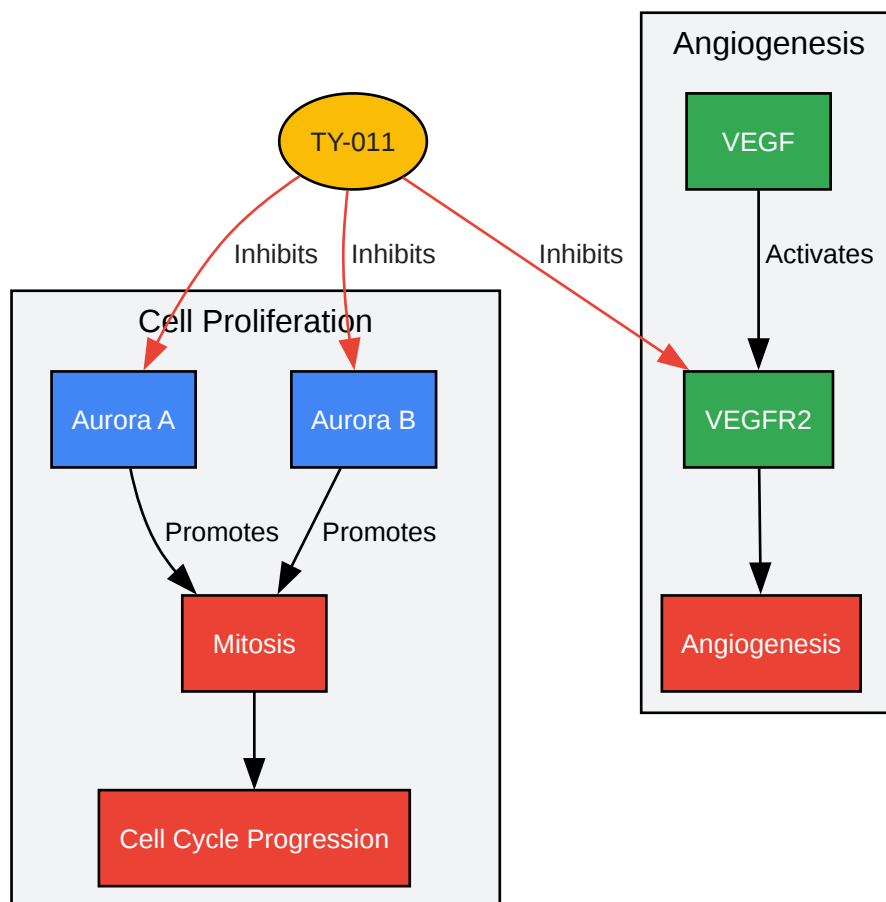 Angiogenesis
TY-011
VEGF
Inhibits
Inhibits
Inhibits
Activates
Cell Proliferation
Aurora A
Aurora B
VEGFR2
Promotes
Promotes
Mitosis
Angiogenesis
Cell Cycle Progression